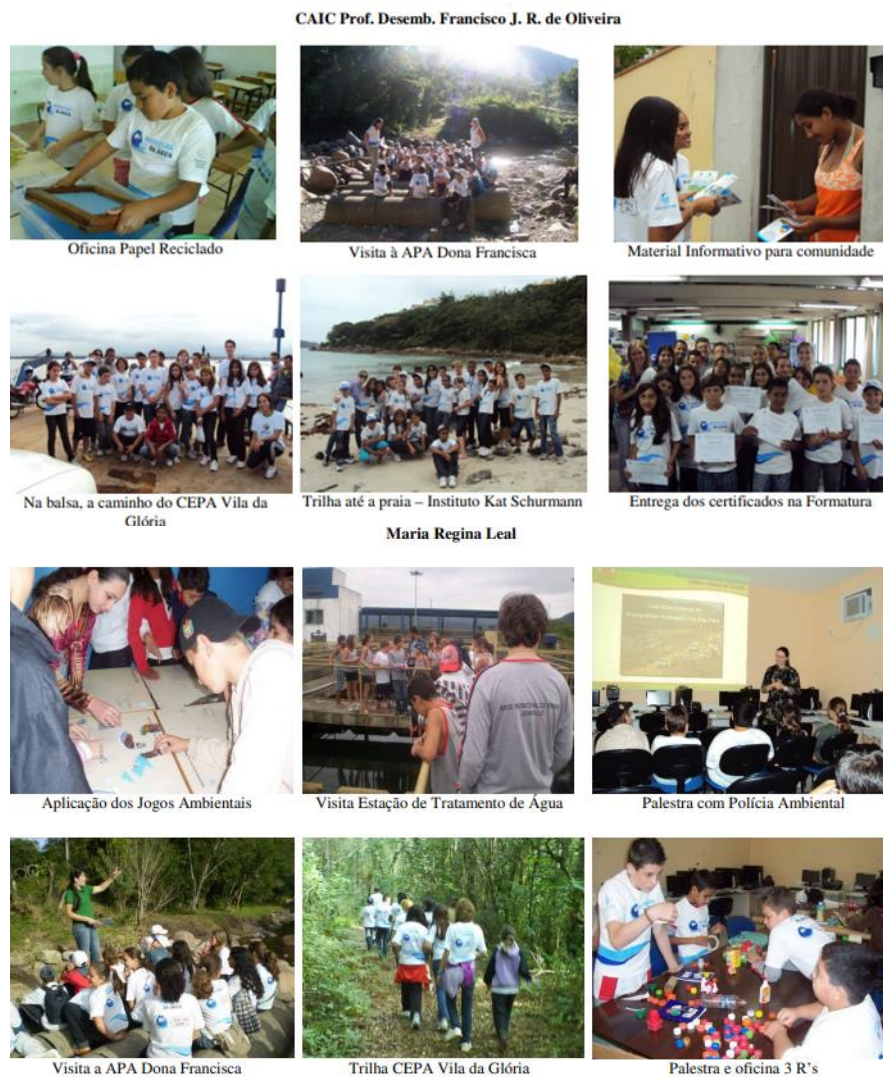 CAIC Prof. Desemb. Francisco J. R. de Oliveira
Oficina Papel Reciclado
Visita à APA Dona Francisca
Material Informativo para comunidade
Na balsa, a caminho do CEPA Vila da
Glória
Trilha até a praia – Instituto Kat Schurmann
Entrega dos certificados na Formatura
Maria Regina Leal
Aplicação dos Jogos Ambientais
Visita Estação de Tratamento de Água
Palestra com Polícia Ambiental
Visita a APA Dona Francisca
Trilha CEPA Vila da Glória
Palestra e oficina 3 R's